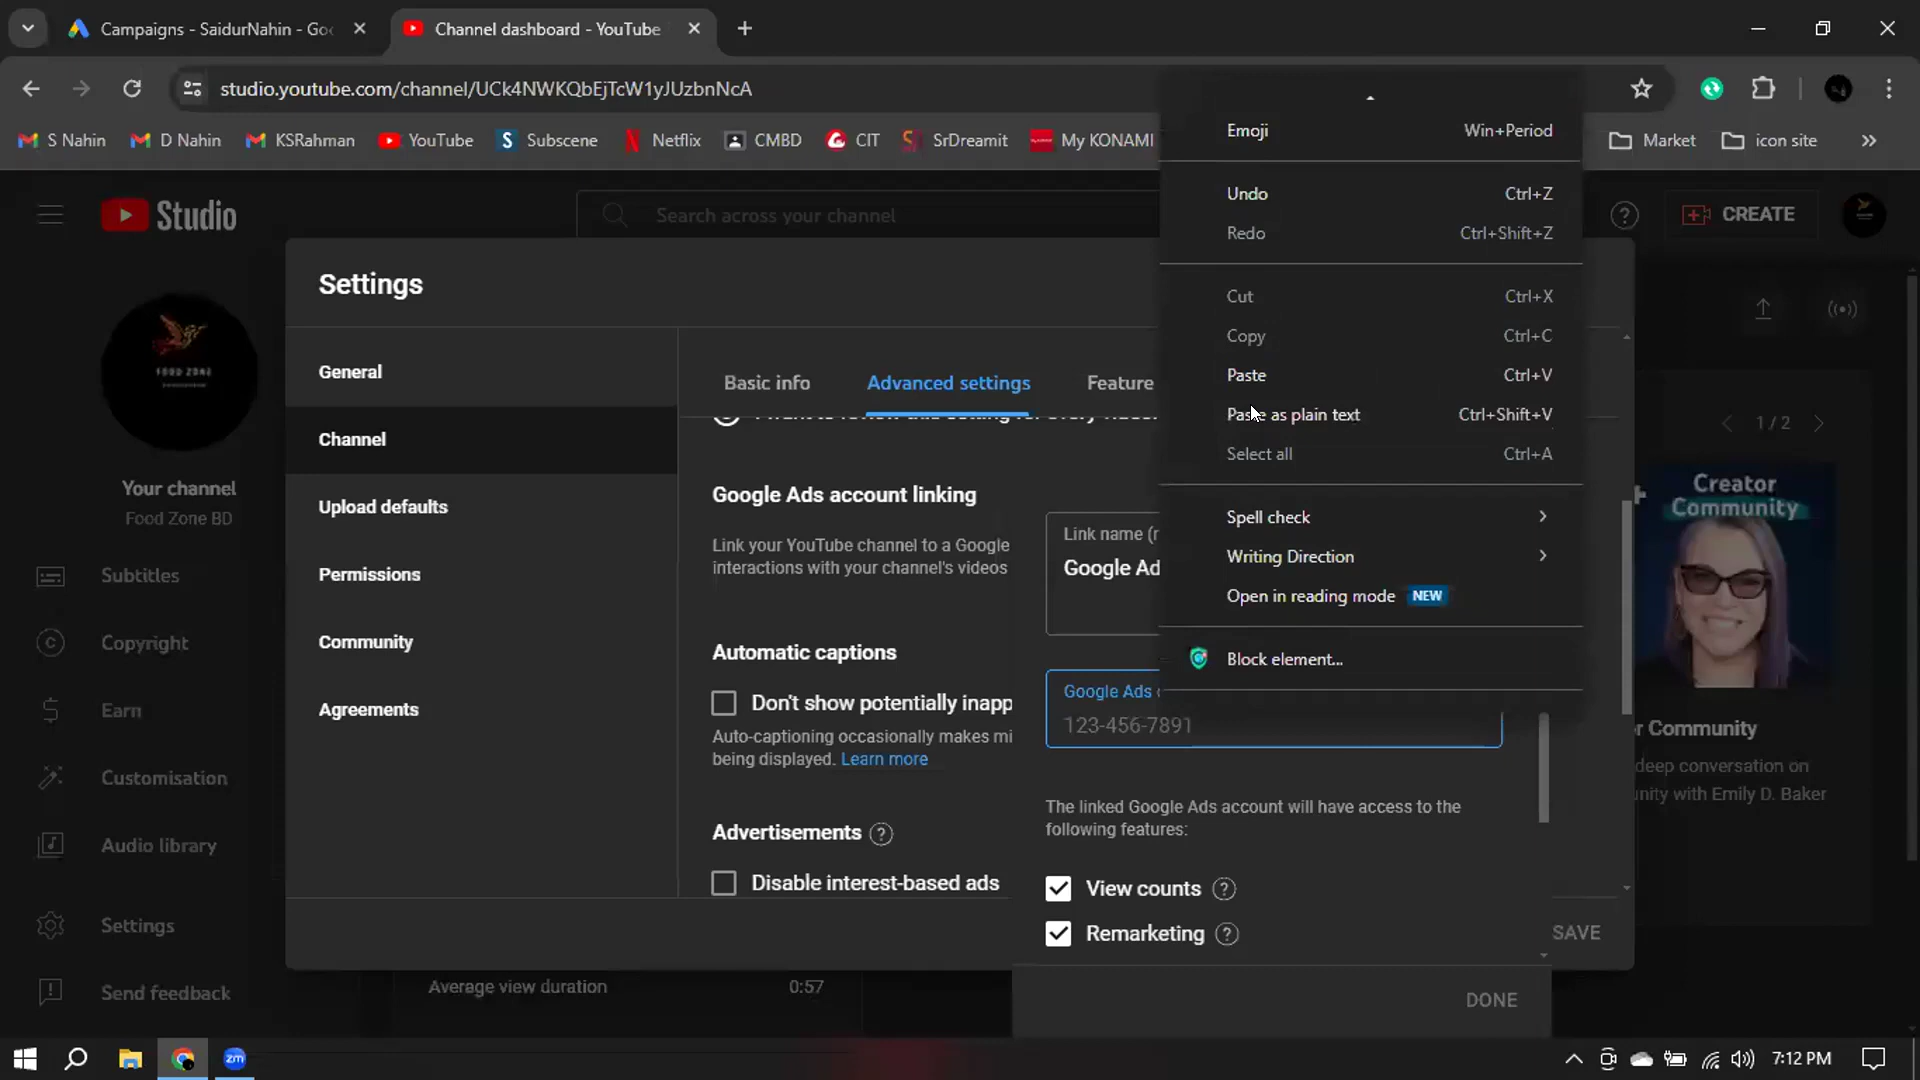 Campaigns - SaidurNahin - Goo
Channel dashboard - YouTube
studio.youtube.com/channel/UCk4NWKQbEjTcW1yJUzbnNcA
S Nahin
D Nahin
KSRahman
YouTube
Subscene
Netflix
CMBD
CIT
SrDreamit
My KONAMI
Market
icon site
Emoji Win+Period
Undo Ctrl+Z
Redo Ctrl+Shift+Z
Cut Ctrl+X
Copy Ctrl+C
Paste Ctrl+V
Paste as plain text Ctrl+Shift+V
Select all Ctrl+A
Spell check
Writing Direction
Open in reading mode NEW
Block element...
Studio
Search across your channel
CREATE
FOOD ZONE
Your channel
Food Zone BD
Subtitles
Copyright
Earn
Customisation
Audio library
Settings
Send feedback
Settings
General
Channel
Upload defaults
Permissions
Community
Agreements
Basic info
Advanced settings
Feature
Google Ads account linking
Link your YouTube channel to a Google
interactions with your channel's videos
Automatic captions
Don't show potentially inapp
Auto-captioning occasionally makes mi
being displayed. Learn more
Advertisements
Disable interest-based ads
Link name (r
Google Ad
Google Ads
123-456-7891
The linked Google Ads account will have access to the
following features:
View counts
Remarketing
DONE
SAVE
1 / 2
Creator
Community
r Community
deep conversation on
unity with Emily D. Baker
Average view duration 0:57
zm
7:12 PM